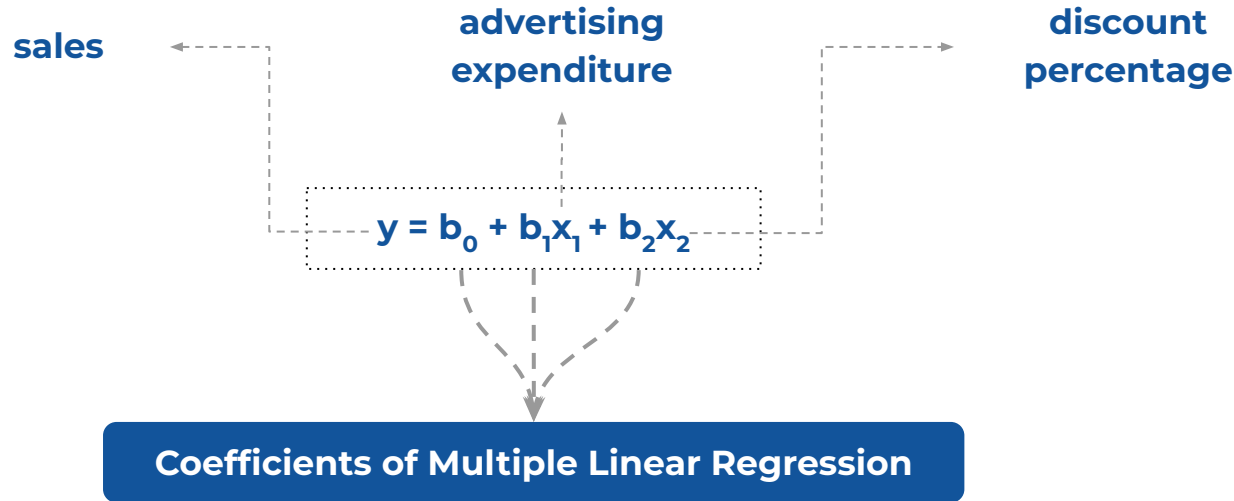 sales
advertising
expenditure
discount
percentage
y = b₀ + b₁x₁ + b₂x₂
Coefficients of Multiple Linear Regression